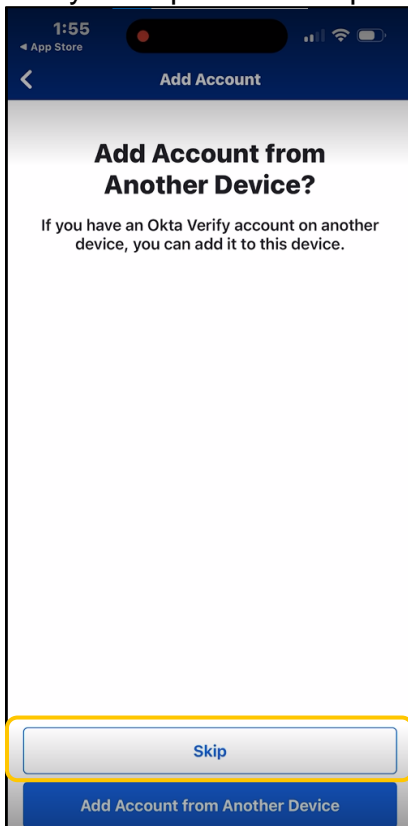 1:55
◀ App Store
Add Account
Add Account from
Another Device?
If you have an Okta Verify account on another
device, you can add it to this device.
Skip
Add Account from Another Device